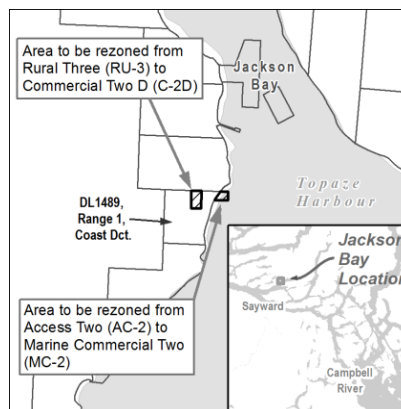 Area to be rezoned from
Rural Three (RU-3) to
Commercial Two D (C-2D)
Jackson
Bay
Topaze
Harbour
DL1489,
Range 1,
Coast Dct.
Area to be rezoned from
Access Two (AC-2) to
Marine Commercial Two
(MC-2)
Jackson
Bay
Location
Sayward
Campbell
River